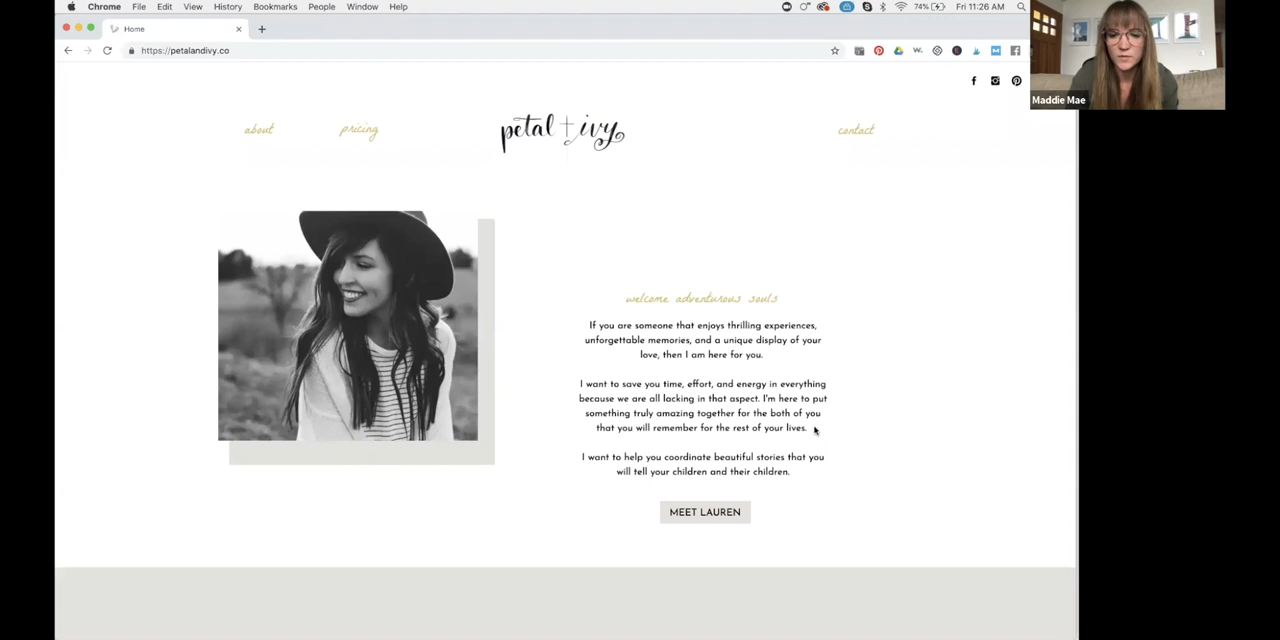 Chrome File Edit View History Bookmarks People Window Help 74% Fri 11:26 AM
Home
https://petalandivy.co
Maddie Mae
about pricing petal + ivy contact
welcome adventurous souls
If you are someone that enjoys thrilling experiences,
unforgettable memories, and a unique display of your
love, then I am here for you.
I want to save you time, effort, and energy in everything
because we are all lacking in that aspect. I'm here to put
something truly amazing together for the both of you
that you will remember for the rest of your lives.
I want to help you coordinate beautiful stories that you
will tell your children and their children.
MEET LAUREN